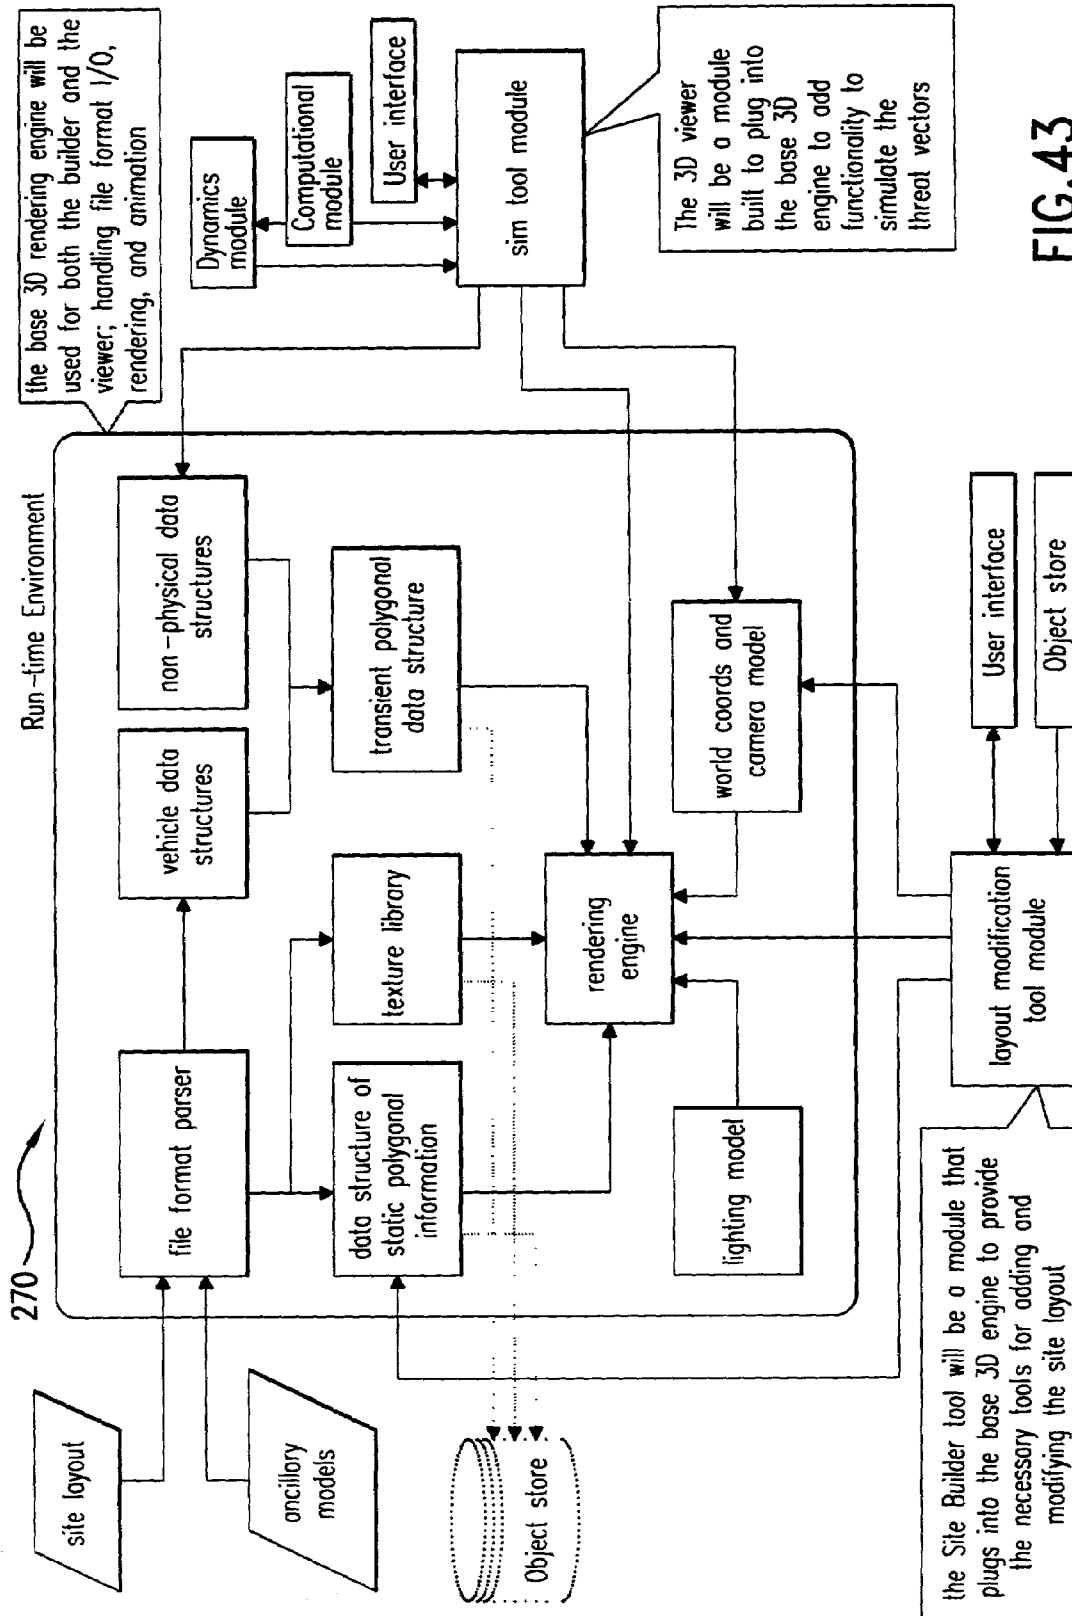 270
site layout
ancillary
models
Object store
Run-time Environment
file format parser
vehicle data
structures
non-physical data
structures
data structure of
static polygonal
information
texture library
transient polygonal
data structure
rendering
engine
lighting model
world coords and
camera model
the base 3D rendering engine will be
used for both the builder and the
viewer; handling file format I/O,
rendering, and animation
Dynamics
module
Computational
module
User interface
sim tool module
The 3D viewer
will be a module
built to plug into
the base 3D
engine to add
functionality to
simulate the
threat vectors
the Site Builder tool will be a module that
plugs into the base 3D engine to provide
the necessary tools for adding and
modifying the site layout
layout modification
tool module
User interface
Object store
FIG.43